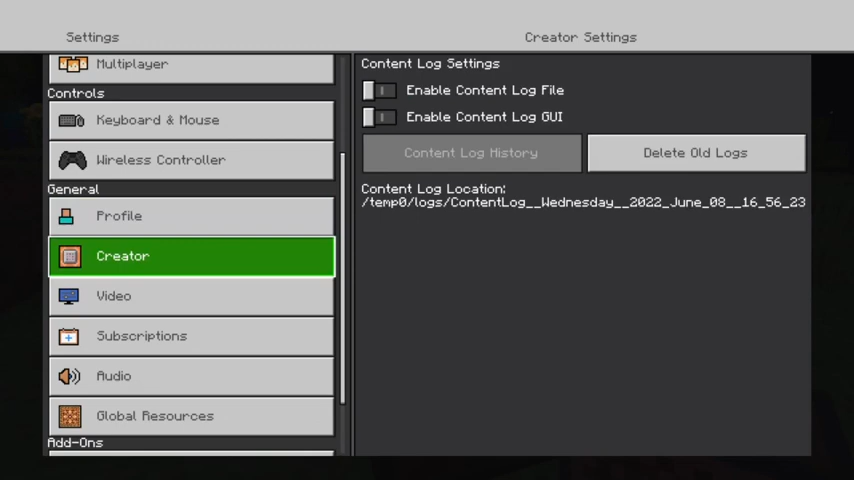 Settings
Creator Settings
Multiplayer
Controls
Keyboard & Mouse
Wireless Controller
General
Profile
Creator
Video
Subscriptions
Audio
Global Resources
Add-Ons
Content Log Settings
Enable Content Log File
Enable Content Log GUI
Content Log History
Delete Old Logs
Content Log Location:
/temp0/logs/ContentLog__Wednesday__2022_June_08__16_56_23